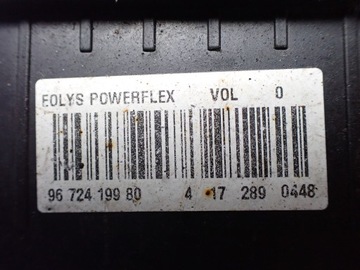 EOLYS POWERFLEX VOL 0
96 724 199 80 4 17 289 0448